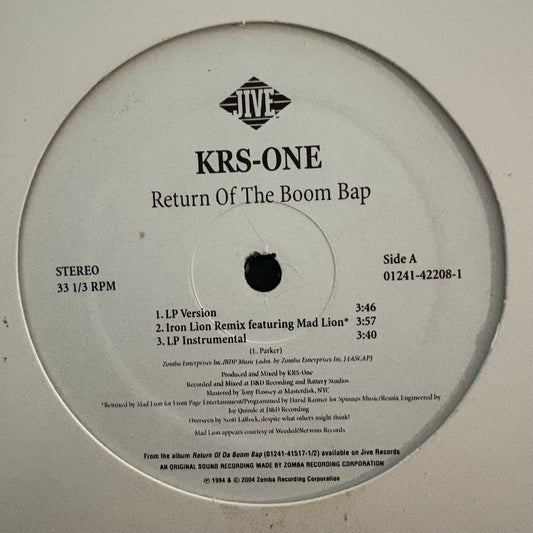 JIVE
KRS-ONE
Return Of The Boom Bap
STEREO
33 1/3 RPM
Side A
01241-42208-1
1. LP Version 3:46
2. Iron Lion Remix featuring Mad Lion* 3:57
3. LP Instrumental 3:40
(L. Parker)
Zomba Enterprises Inc./BDP Music (adm. by Zomba Enterprises Inc.) (ASCAP)
Produced and Mixed by KRS-One
Recorded and Mixed at D&D Recording and Battery Studios
Mastered by Tony Dawsey at Masterdisk, NYC
*Remixed by Mad Lion for Front Page Entertainment/Programmed by David Ratner for Spinnas Music/Remix Engineered by
Joe Quinde at D&D Recording
Overseen by Scott LaRock, despite what others might think!
Mad Lion appears courtesy of Weeded/Nervous Records
From the album Return Of Da Boom Bap (01241-41517-1/2) available on Jive Records
AN ORIGINAL SOUND RECORDING MADE BY ZOMBA RECORDING CORPORATION
℗ 1994 & © 2004 Zomba Recording Corporation